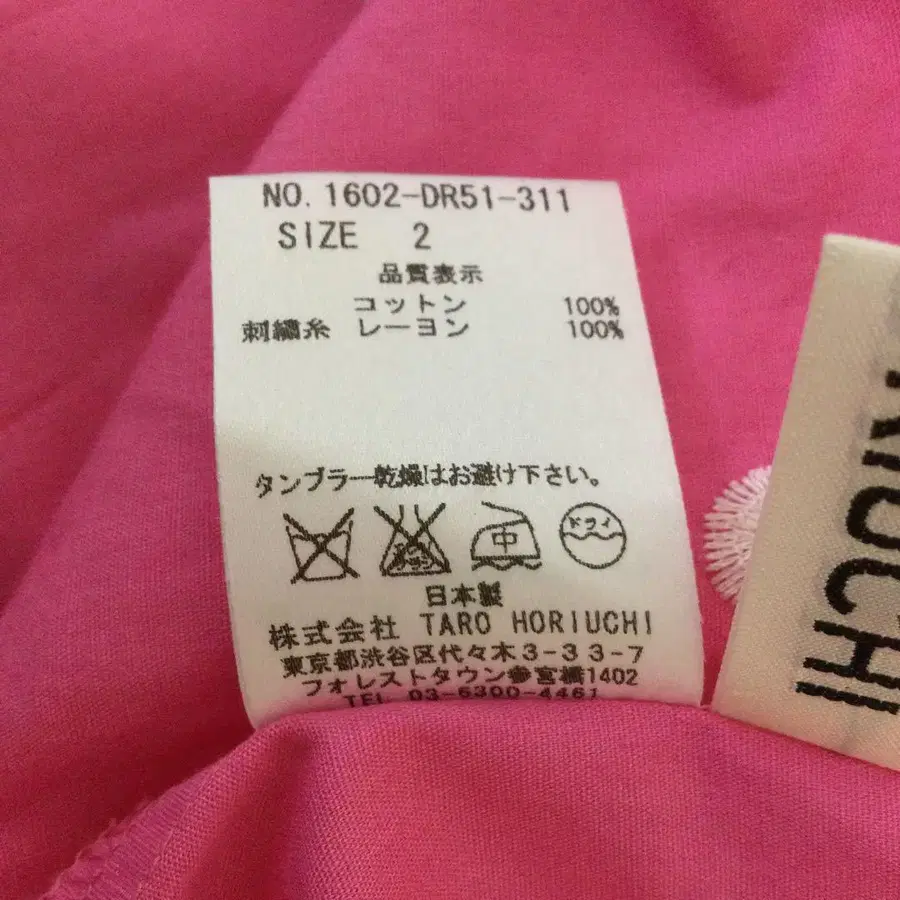 NO. 1602-DR51-311
SIZE 2
品質表示
コットン 100%
刺繍糸 レーヨン 100%
タンブラー乾燥はお避け下さい。
中 ドライ
日本製
株式会社 TARO HORIUCHI
東京都渋谷区代々木3-33-7
フォレストタウン参宮橋1402
TEL 03-6300-4461
RIUCHI